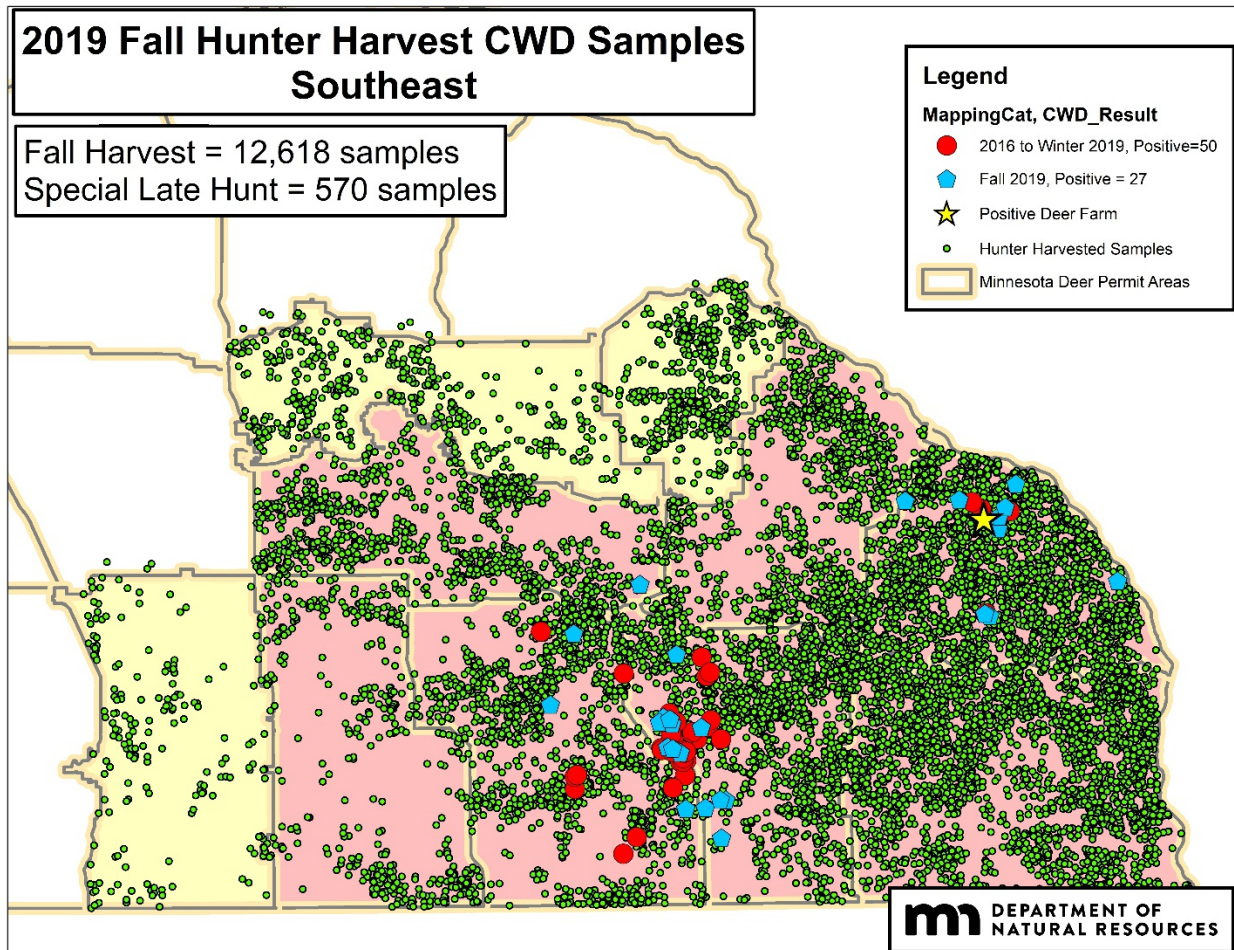 2019 Fall Hunter Harvest CWD Samples
Southeast
Fall Harvest = 12,618 samples
Special Late Hunt = 570 samples
Legend
MappingCat, CWD_Result
2016 to Winter 2019, Positive=50
Fall 2019, Positive = 27
Positive Deer Farm
Hunter Harvested Samples
Minnesota Deer Permit Areas
DEPARTMENT OF
NATURAL RESOURCES